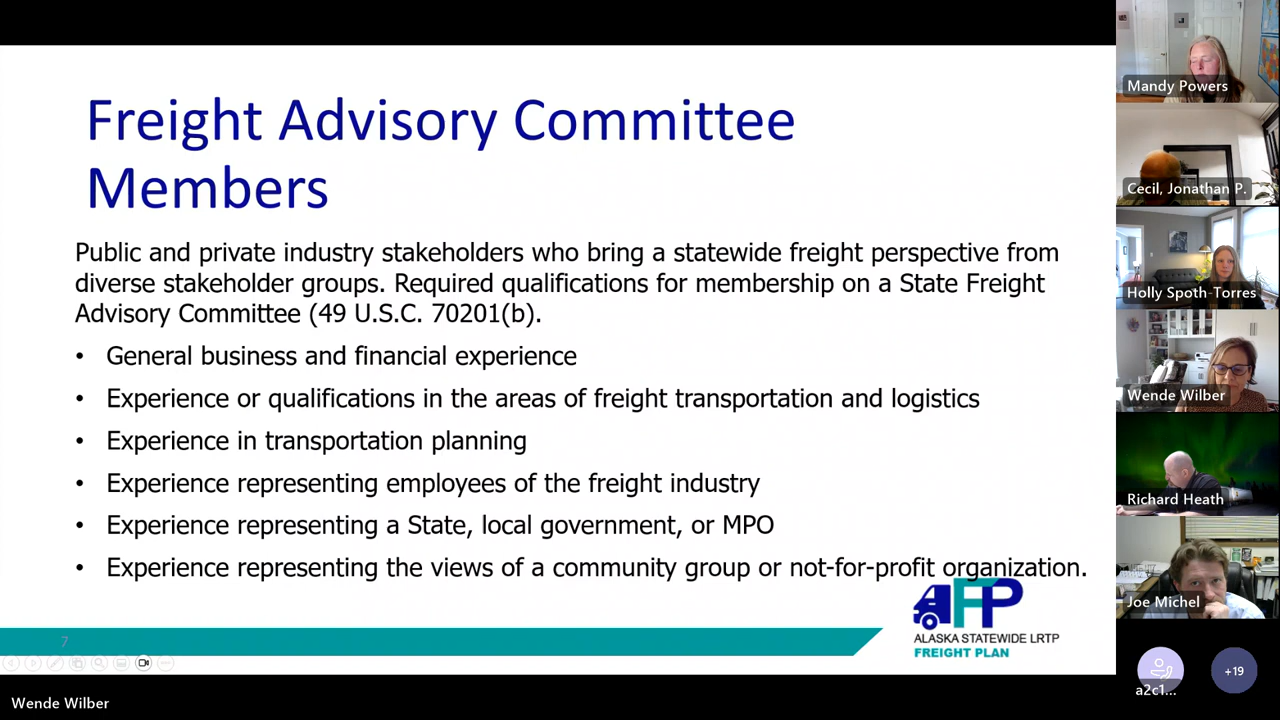 Freight Advisory Committee
Members
Public and private industry stakeholders who bring a statewide freight perspective from
diverse stakeholder groups. Required qualifications for membership on a State Freight
Advisory Committee (49 U.S.C. 70201(b).
• General business and financial experience
• Experience or qualifications in the areas of freight transportation and logistics
• Experience in transportation planning
• Experience representing employees of the freight industry
• Experience representing a State, local government, or MPO
• Experience representing the views of a community group or not-for-profit organization.
AFP
ALASKA STATEWIDE LRTP
FREIGHT PLAN
7
Wende Wilber
Mandy Powers
Cecil, Jonathan P.
Holly Spoth-Torres
Wende Wilber
Richard Heath
Joe Michel
a2c1...
+19